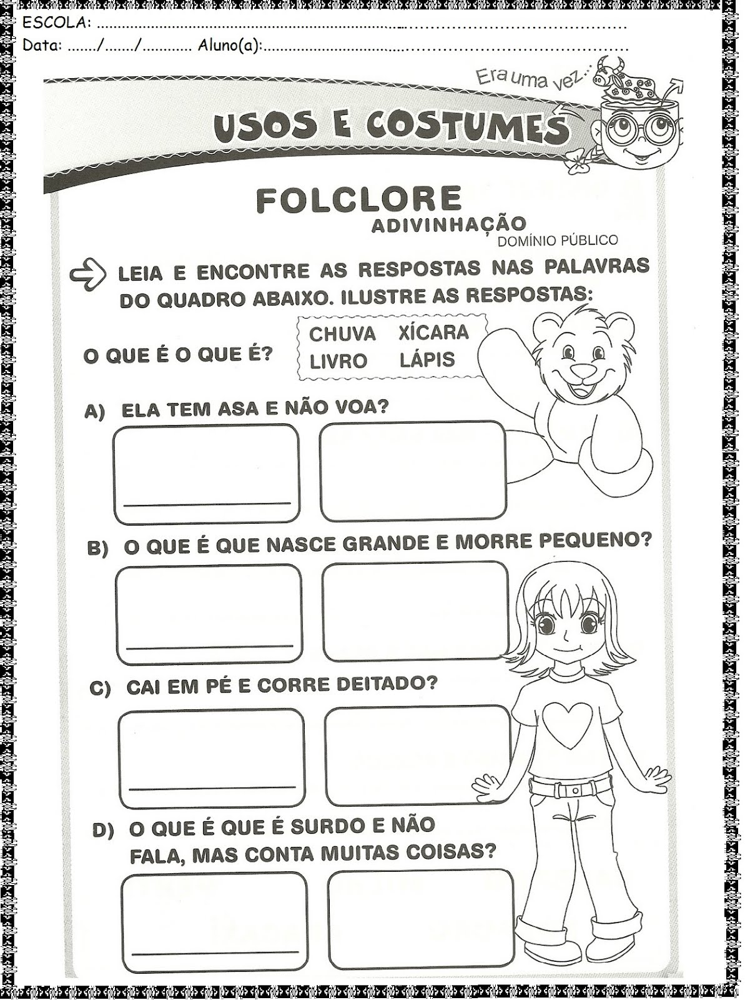 ESCOLA: ................................................................................................................
Data: ......./......./............ Aluno(a):..............................................................................
Era uma vez...
USOS E COSTUMES
FOLCLORE
ADIVINHAÇÃO
DOMÍNIO PÚBLICO
LEIA E ENCONTRE AS RESPOSTAS NAS PALAVRAS
DO QUADRO ABAIXO. ILUSTRE AS RESPOSTAS:
O QUE É O QUE É?
CHUVA XÍCARA
LIVRO LÁPIS
A) ELA TEM ASA E NÃO VOA?
B) O QUE É QUE NASCE GRANDE E MORRE PEQUENO?
C) CAI EM PÉ E CORRE DEITADO?
D) O QUE É QUE É SURDO E NÃO
FALA, MAS CONTA MUITAS COISAS?